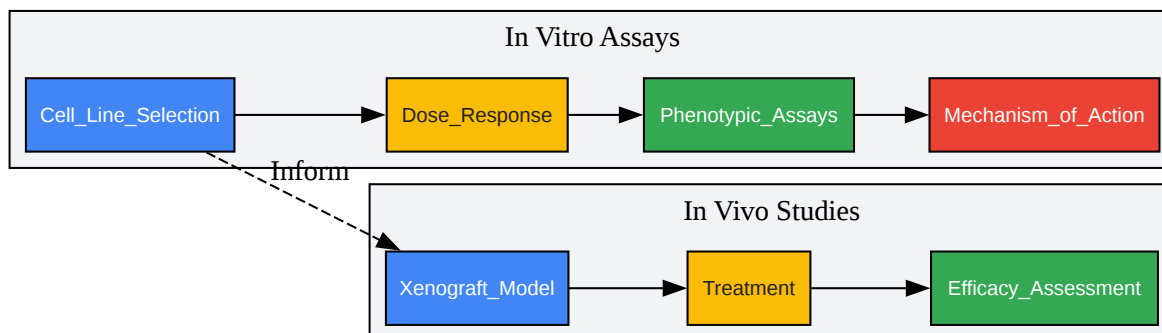 In Vitro Assays
Cell_Line_Selection
Dose_Response
Phenotypic_Assays
Mechanism_of_Action
Inform
In Vivo Studies
Xenograft_Model
Treatment
Efficacy_Assessment